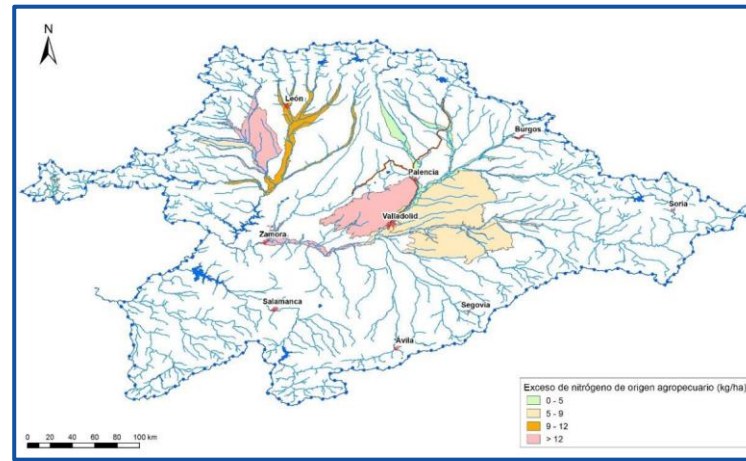 N
León
Burgos
Palencia
Valladolid
Soria
Zamora
Salamanca
Segovia
Ávila
Exceso de nitrógeno de origen agropecuario (kg/ha)
0 - 5
5 - 9
9 - 12
> 12
0 10 20 40 60 80 100 km